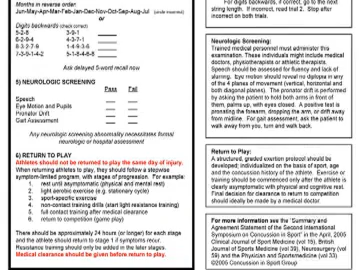 Months in reverse order
Jun-May-Apr-Mar-Feb-Jan-Dec-Nov-Oct-Sep-Aug-Jul (circle incorrect)
or
Digits backwards (check correct)
5-2-8 3-9-1
6-2-9-4 4-3-7-1
8-3-2-7-9 1-4-9-3-6
7-3-9-1-4-2 5-1-8-4-6-8
Ask delayed 5-word recall now
5) NEUROLOGIC SCREENING
Pass Fail
Speech
Eye Motion and Pupils
Pronator Drift
Gait Assessment
Any neurologic screening abnormality necessitates formal
neurologic or hospital assessment
6) RETURN TO PLAY
Athletes should not be returned to play the same day of injury.
When returning athletes to play, they should follow a stepwise
symptom-limited program, with stages of progression. For example:
1. rest until asymptomatic (physical and mental rest)
2. light aerobic exercise (e.g. stationary cycle)
3. sport-specific exercise
4. non-contact training drills (start light resistance training)
5. full contact training after medical clearance
6. return to competition (game play)
There should be approximately 24 hours (or longer) for each stage
and the athlete should return to stage 1 if symptoms recur.
Resistance training should only be added in the later stages.
Medical clearance should be given before return to play.
For digits backwards, if correct, go to the next
string length. If incorrect, read trial 2. Stop after
incorrect on both trials.
Neurologic Screening:
Trained medical personnel must administer this
examination. These individuals might include medical
doctors, physiotherapists or athletic therapists.
Speech should be assessed for fluency and lack of
slurring. Eye motion should reveal no diplopia in any
of the 4 planes of movement (vertical, horizontal and
both diagonal planes). The pronator drift is performed
by asking the patient to hold both arms in front of
them, palms up, with eyes closed. A positive test is
pronating the forearm, dropping the arm, or drift away
from midline. For gait assessment, ask the patient to
walk away from you, turn and walk back.
Return to Play:
A structured, graded exertion protocol should be
developed; individualized on the basis of sport, age
and the concussion history of the athlete. Exercise or
training should be commenced only after the athlete is
clearly asymptomatic with physical and cognitive rest.
Final decision for clearance to return to competition
should ideally be made by a medical doctor.
For more information see the "Summary and
Agreement Statement of the Second International
Symposium on Concussion in Sport" in the April, 2005
Clinical Journal of Sport Medicine (vol 15), British
Journal of Sports Medicine (vol 39), Neurosurgery (vol
59) and the Physician and Sportsmedicine (vol 33)
©2005 Concussion in Sport Group